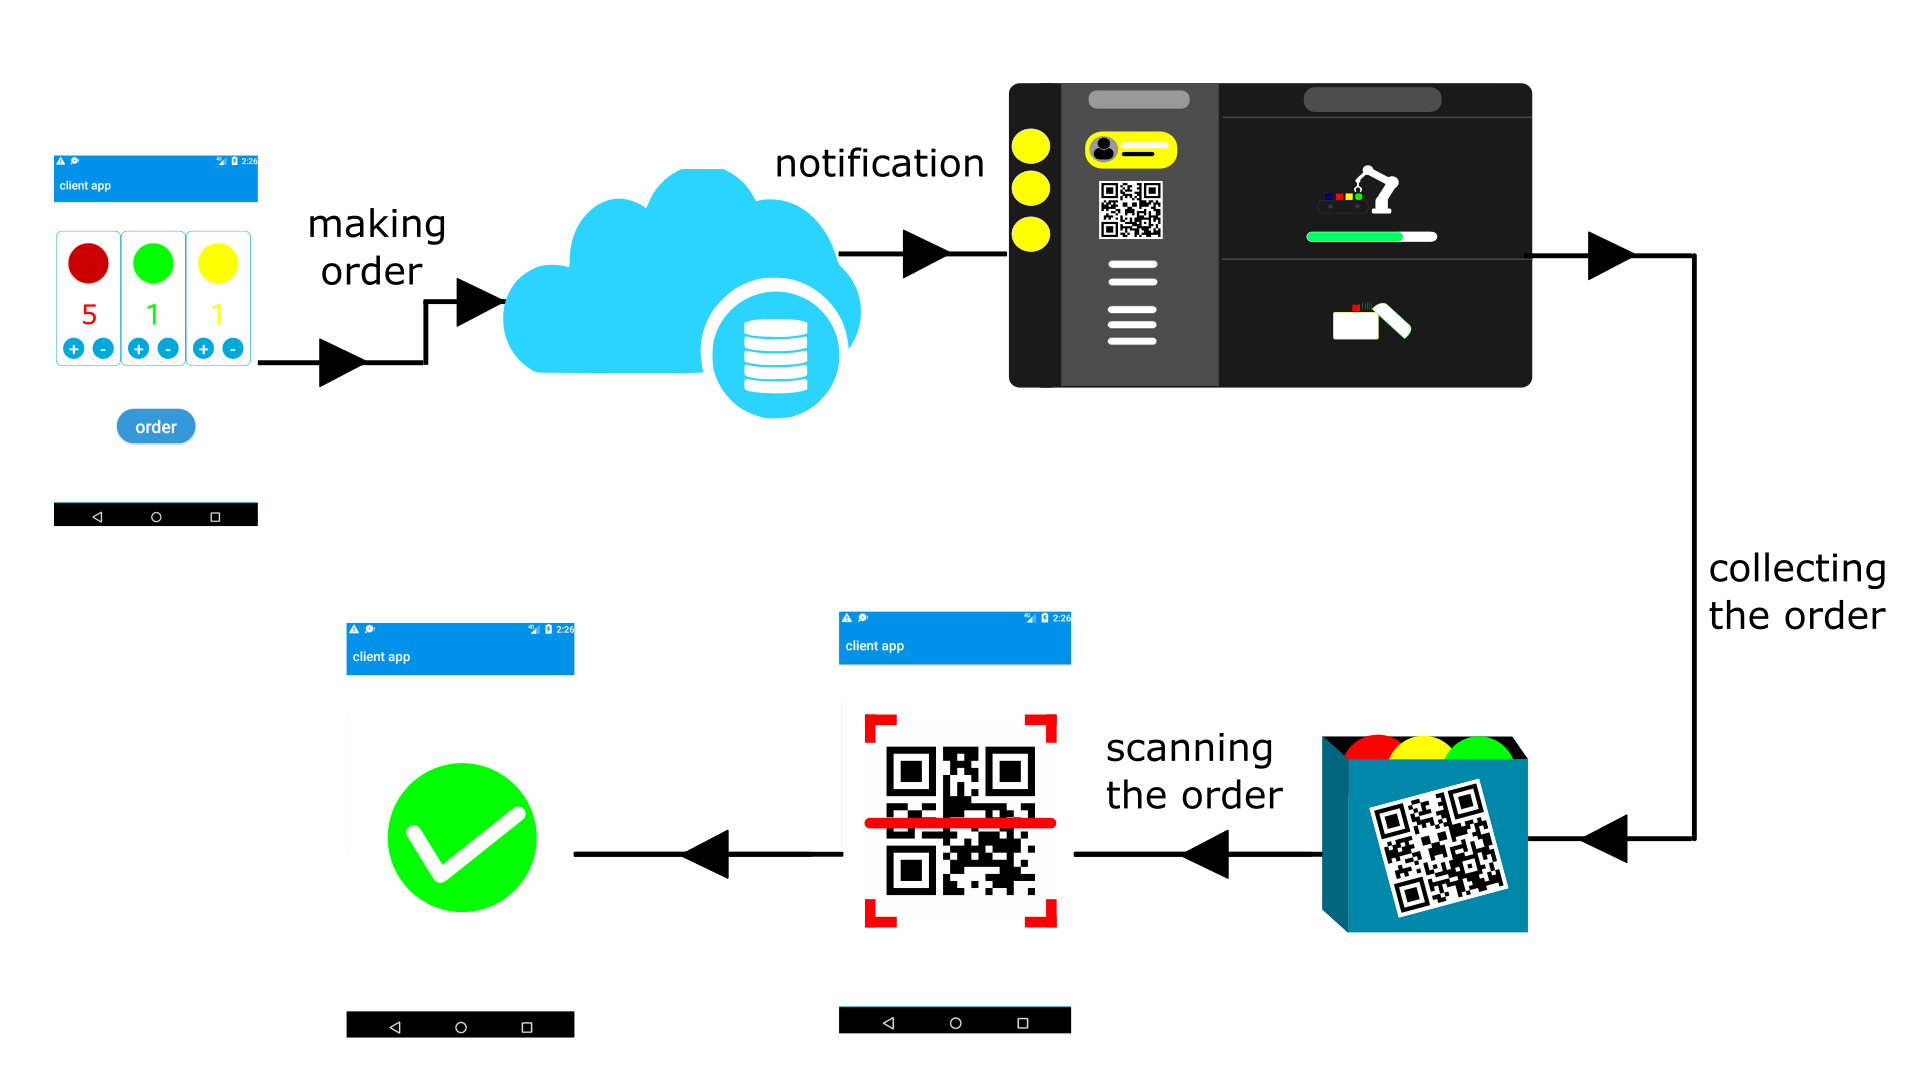 2:26
client app
making
order
5
1
1
+
-
+
-
+
-
order
notification
collecting
the order
2:26
client app
scanning
the order
2:26
client app